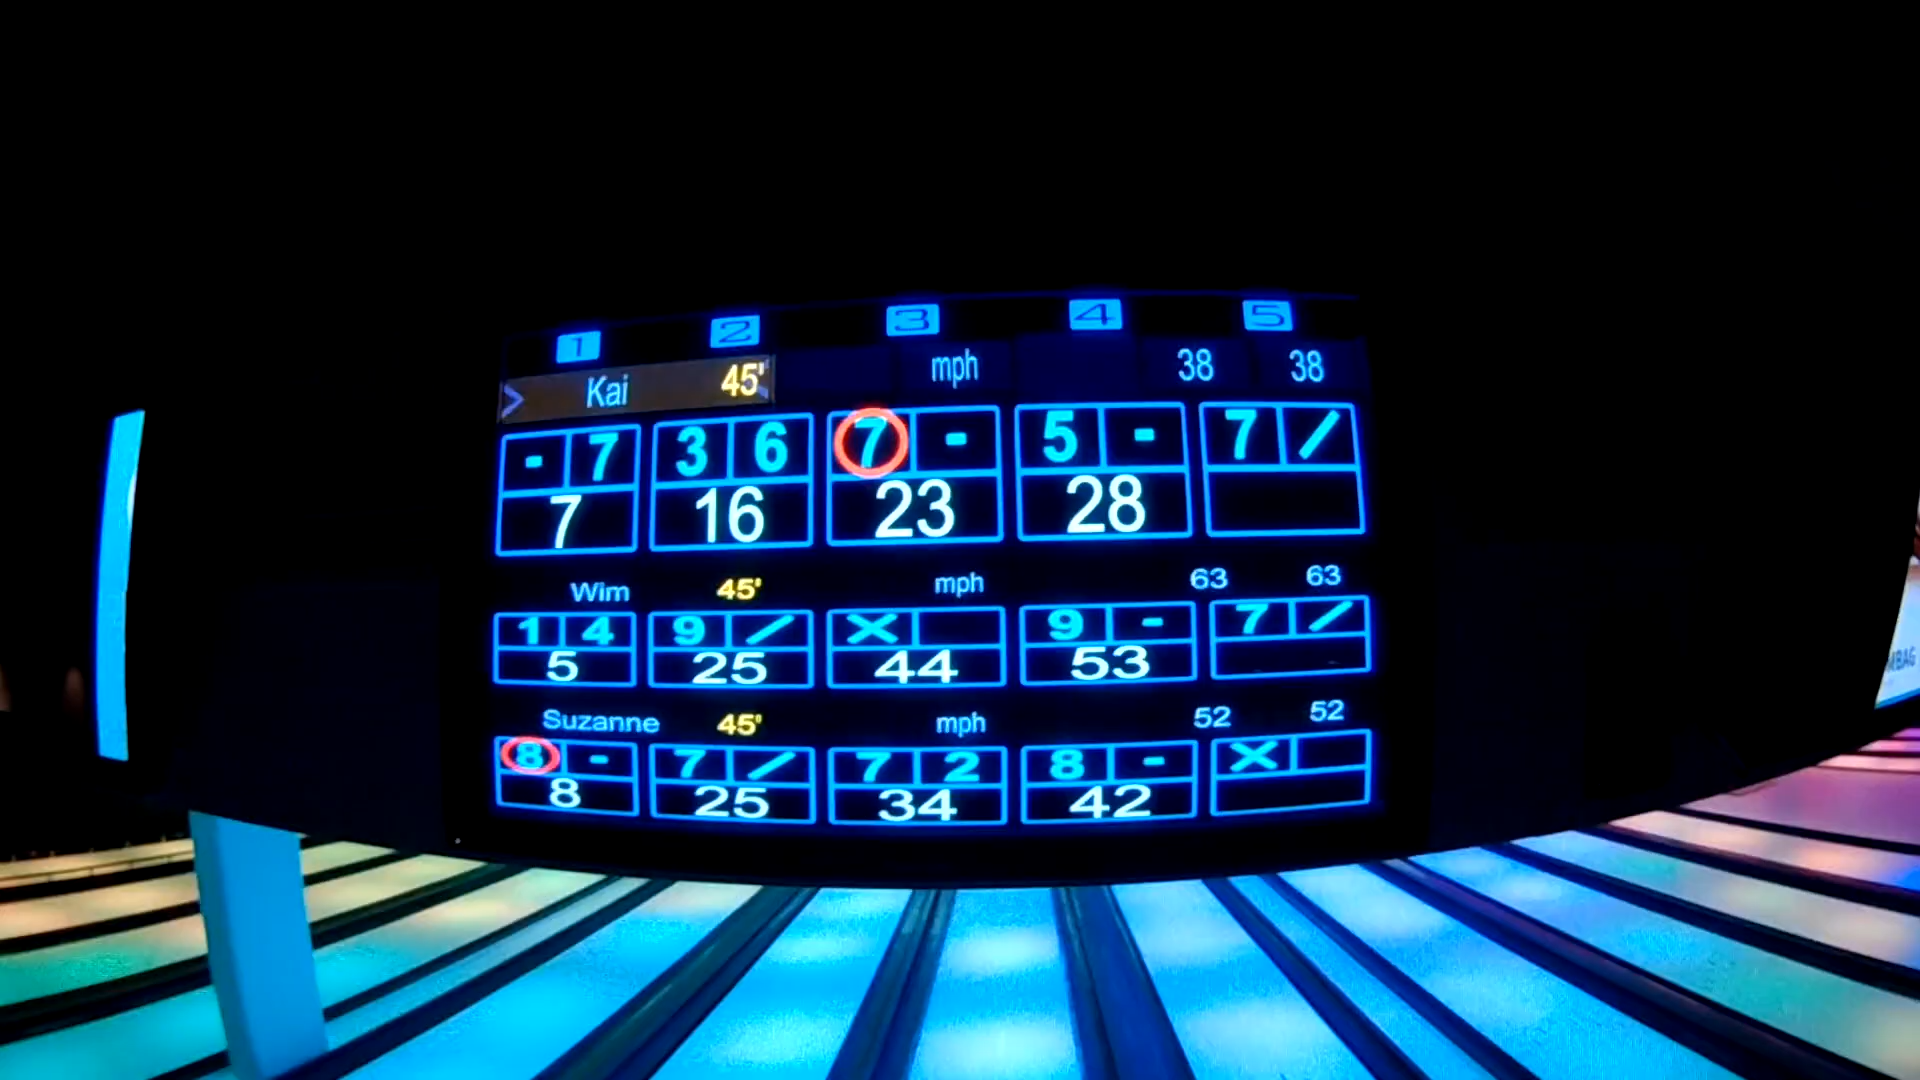 1 2 3 4 5
Kai 45' mph 38 38
- 7 3 6 7 - 5 - 7 /
7 16 23 28
Wim 45' mph 63 63
1 4 9 / X 9 - 7 /
5 25 44 53
Suzanne 45' mph 52 52
8 - 7 / 7 2 8 - X
8 25 34 42